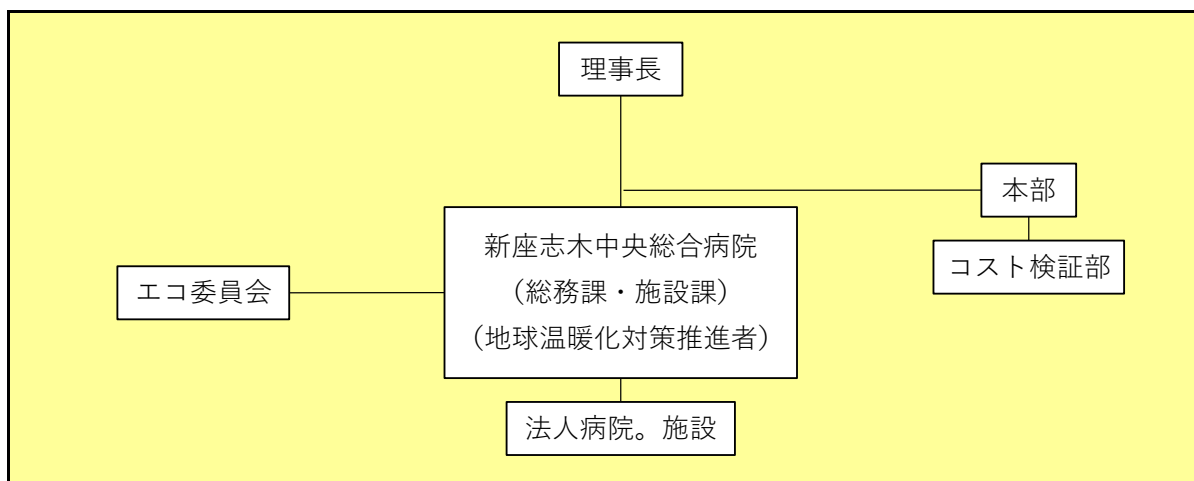 理事長
本部
新座志木中央総合病院
（総務課・施設課）
（地球温暖化対策推進者）
コスト検証部
エコ委員会
法人病院。施設